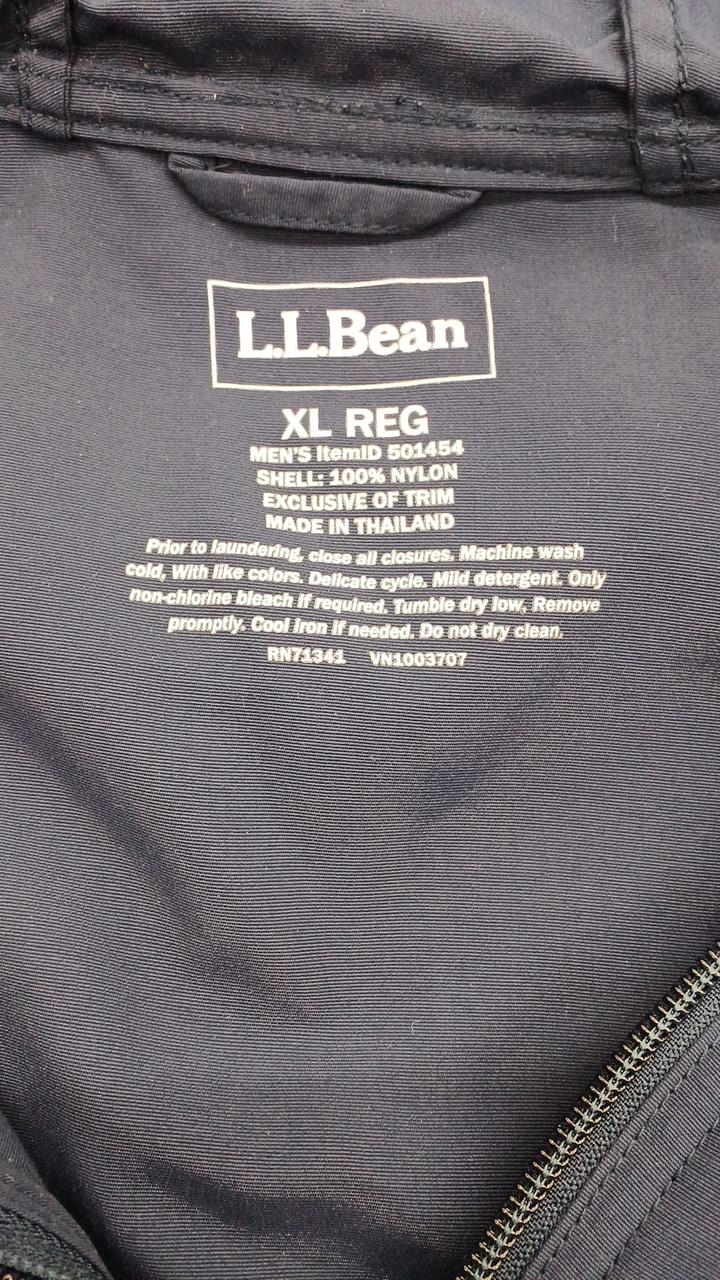 L.L.Bean
XL REG
MEN'S ItemID 501454
SHELL: 100% NYLON
EXCLUSIVE OF TRIM
MADE IN THAILAND
Prior to laundering, close all closures. Machine wash
cold, With like colors. Delicate cycle. Mild detergent. Only
non-chlorine bleach if required. Tumble dry low, Remove
promptly. Cool Iron if needed. Do not dry clean.
RN71341 VN1003707